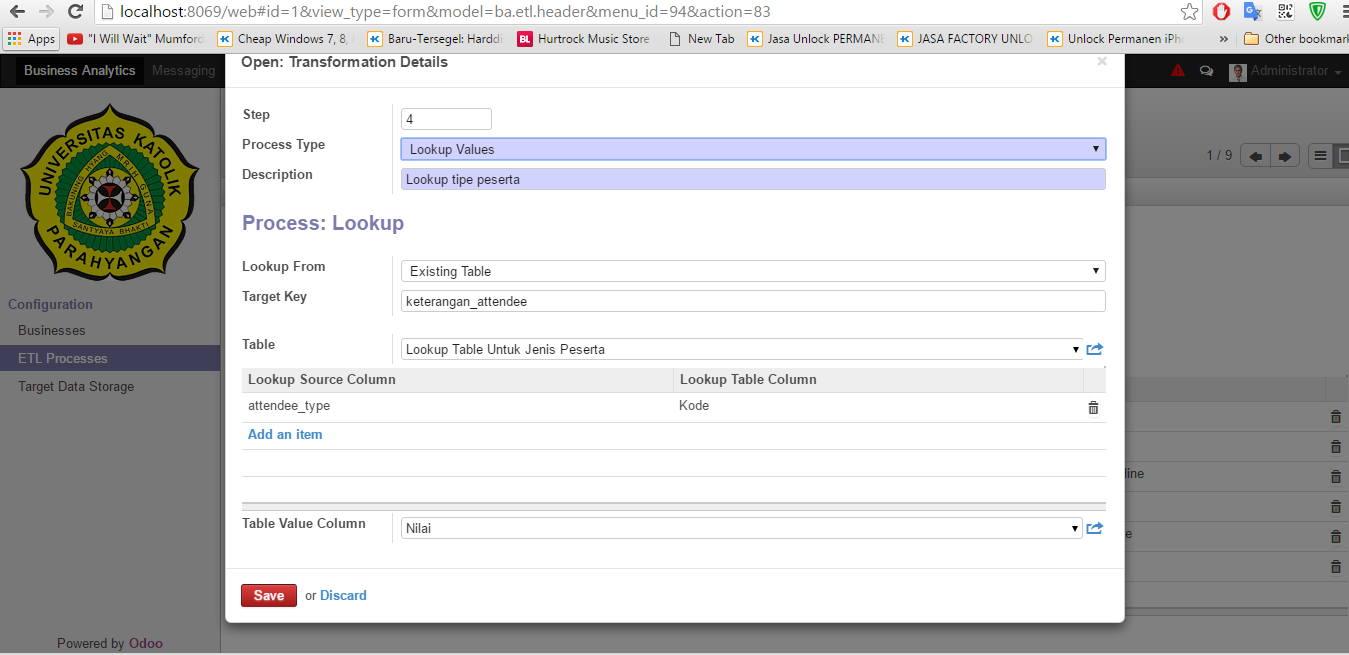 localhost:8069/web#id=1&view_type=form&model=ba.etl.header&menu_id=94&action=83
Apps "I Will Wait" Mumford Cheap Windows 7, 8, Baru-Tersegel: Harddi Hurtrock Music Store New Tab Jasa Unlock PERMANE JASA FACTORY UNLO Unlock Permanen iPh » Other bookmark
Business Analytics Messaging Administrator
Open: Transformation Details ×
UNIVERSITAS KATOLIK
PARAHYANGAN
BAKUNING HYANG MRIH GUNA
SANTYAYA BHAKTI
Step 4
Process Type Lookup Values
1 / 9
Description Lookup tipe peserta
Process: Lookup
Lookup From Existing Table
Target Key keterangan_attendee
Configuration
Businesses
ETL Processes
Target Data Storage
Table Lookup Table Untuk Jenis Peserta
Lookup Source Column Lookup Table Column
attendee_type Kode
Add an item
line
e
Table Value Column Nilai
Save or Discard
Powered by Odoo